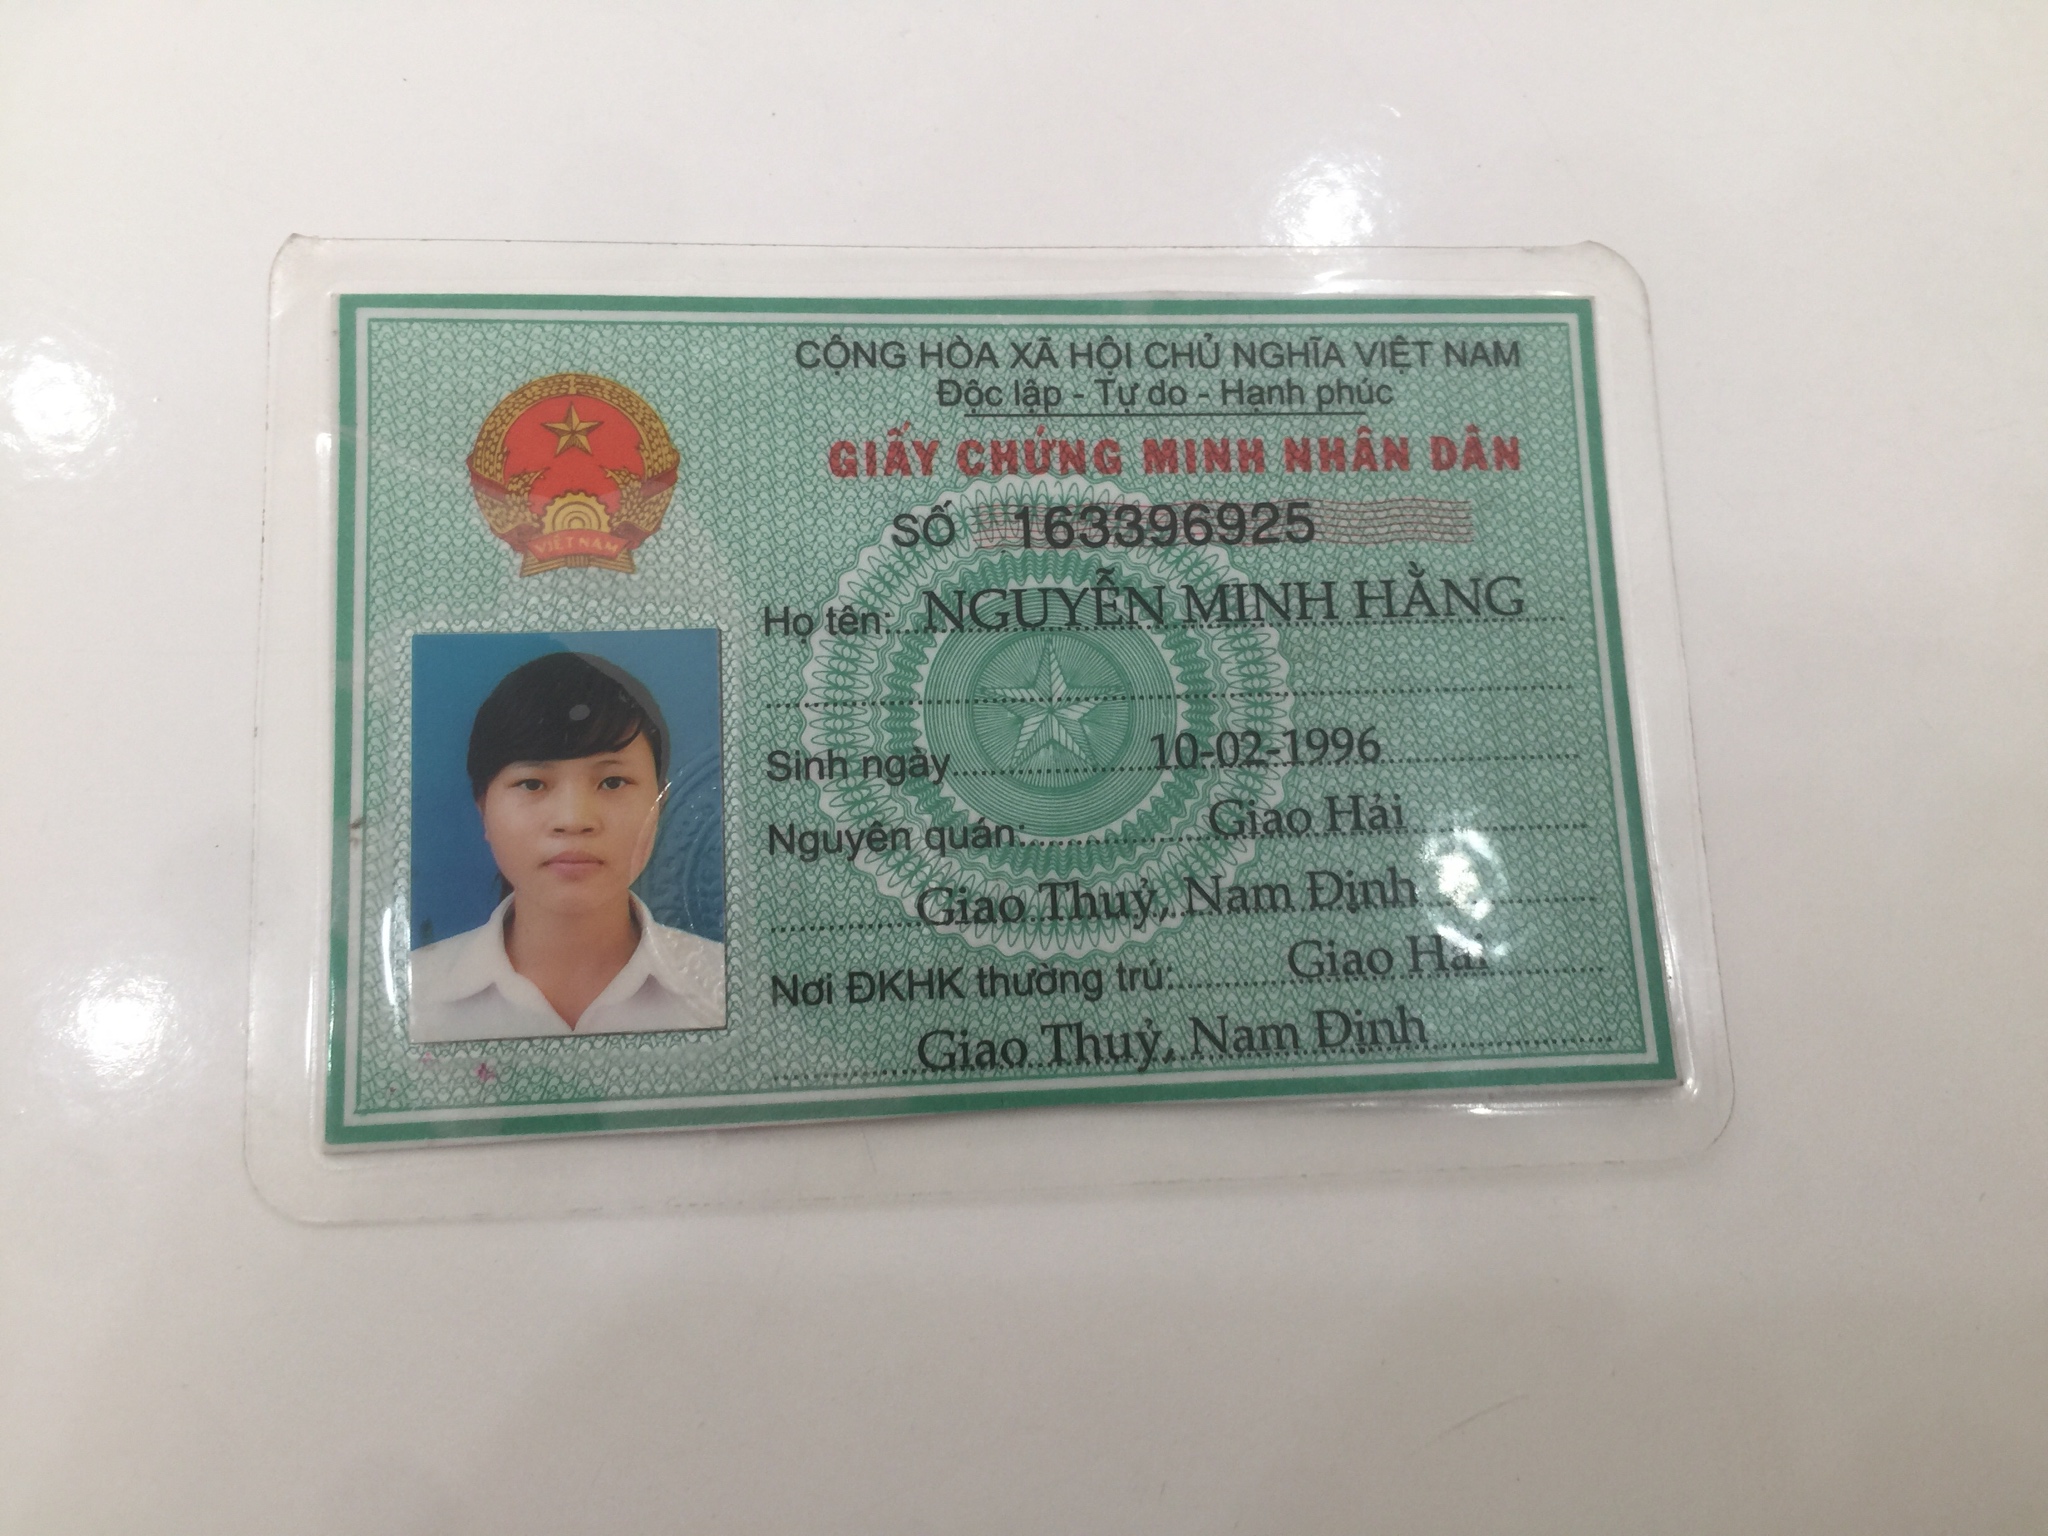 CỘNG HÒA XÃ HỘI CHỦ NGHĨA VIỆT NAM
Độc lập - Tự do - Hạnh phúc
GIẤY CHỨNG MINH NHÂN DÂN
SỐ 163396925
VIỆT NAM
Họ tên: NGUYỄN MINH HẰNG
Sinh ngày 10-02-1996
Nguyên quán: Giao Hải
Giao Thuỷ, Nam Định
Nơi ĐKHK thường trú: Giao Hải
Giao Thuỷ, Nam Định